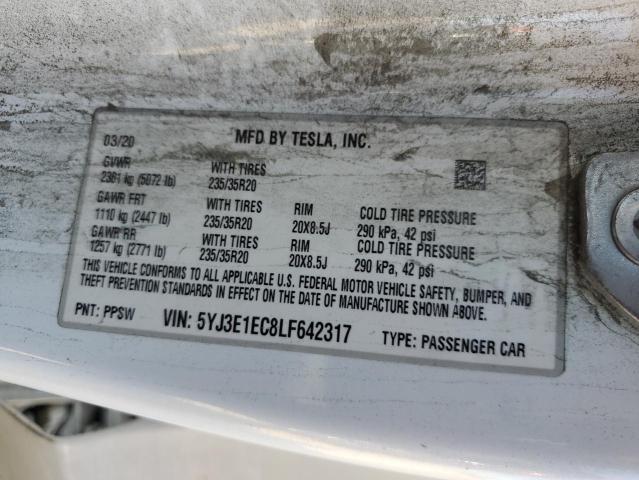 03/20 MFD BY TESLA, INC.
GVWR WITH TIRES
2361 kg (5072 lb) 235/35R20
GAWR FRT WITH TIRES RIM COLD TIRE PRESSURE
1110 kg (2447 lb) 235/35R20 20X8.5J 290 kPa, 42 psi
GAWR RR WITH TIRES RIM COLD TIRE PRESSURE
1257 kg (2771 lb) 235/35R20 20X8.5J 290 kPa, 42 psi
THIS VEHICLE CONFORMS TO ALL APPLICABLE U.S. FEDERAL MOTOR VEHICLE SAFETY, BUMPER, AND
THEFT PREVENTION STANDARDS IN EFFECT ON THE DATE OF MANUFACTURE SHOWN ABOVE.
PNT: PPSW VIN: 5YJ3E1EC8LF642317 TYPE: PASSENGER CAR